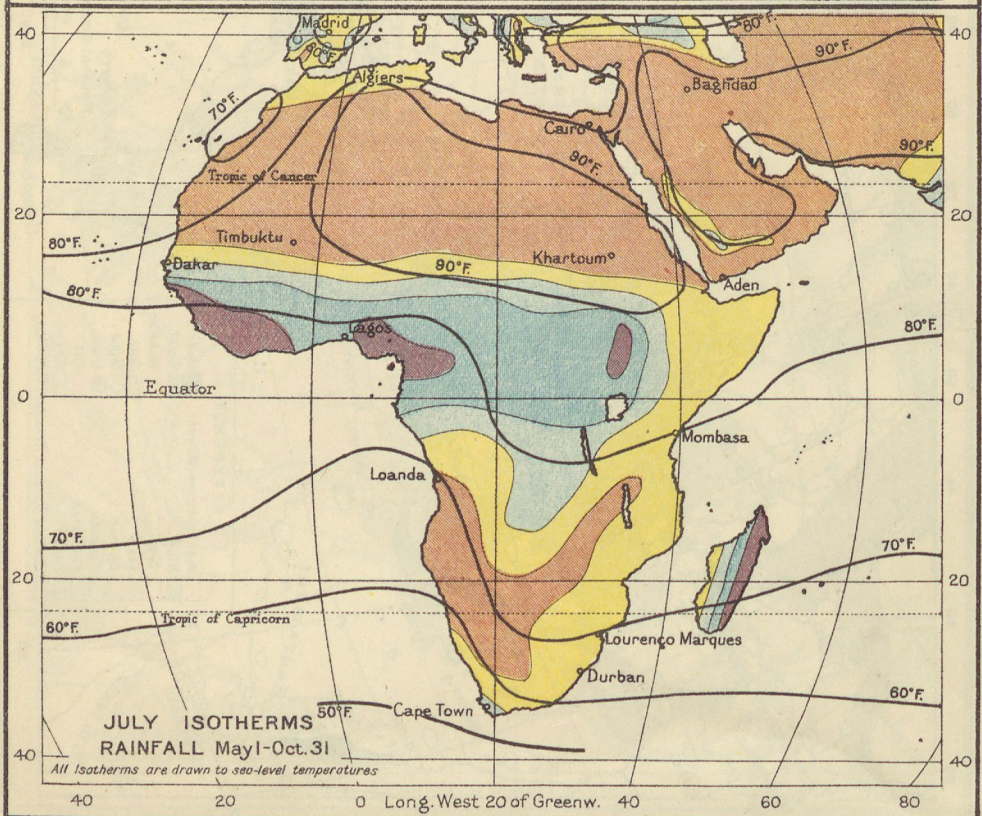 Madrid
80°F.
40
80°F.
90°F.
40
Algiers
Baghdad
70°F.
Cairo
90°F.
90°F.
Tropic of Cancer
20
20
Timbuktu
80°F.
Khartoum
Dakar
90°F.
Aden
80°F.
Lagos
80°F.
Equator
0
0
Mombasa
Loanda
70°F.
70°F.
20
20
Tropic of Capricorn
60°F.
Lourenço Marques
Durban
60°F.
50°F.
Cape Town
JULY ISOTHERMS
RAINFALL May 1-Oct. 31
All Isotherms are drawn to sea-level temperatures
40
40
40 20 0 Long. West 20 of Greenw. 40 60 80